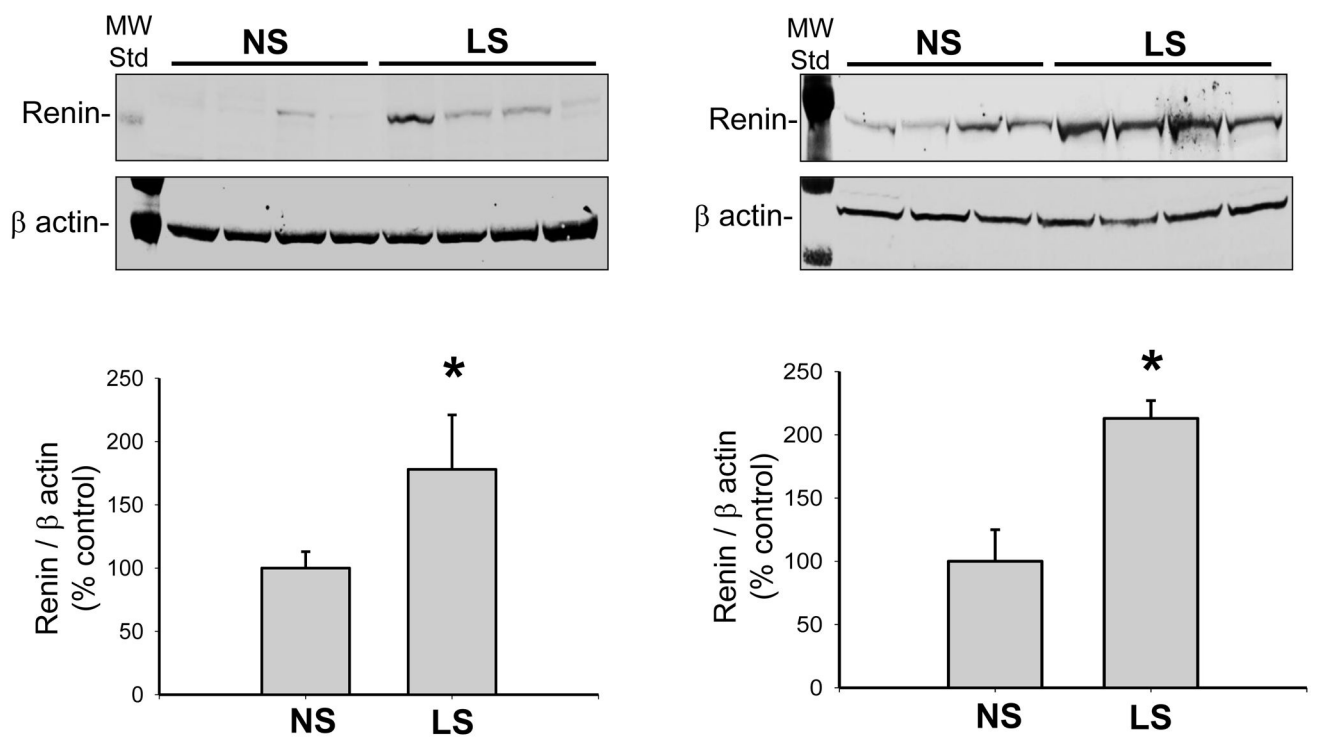 MW
Std
NS
LS
Renin-
β actin-
250
200
150
100
50
0
Renin / β actin
(% control)
*
NS
LS
MW
Std
NS
LS
Renin-
β actin-
250
200
150
100
50
0
Renin / β actin
(% control)
*
NS
LS